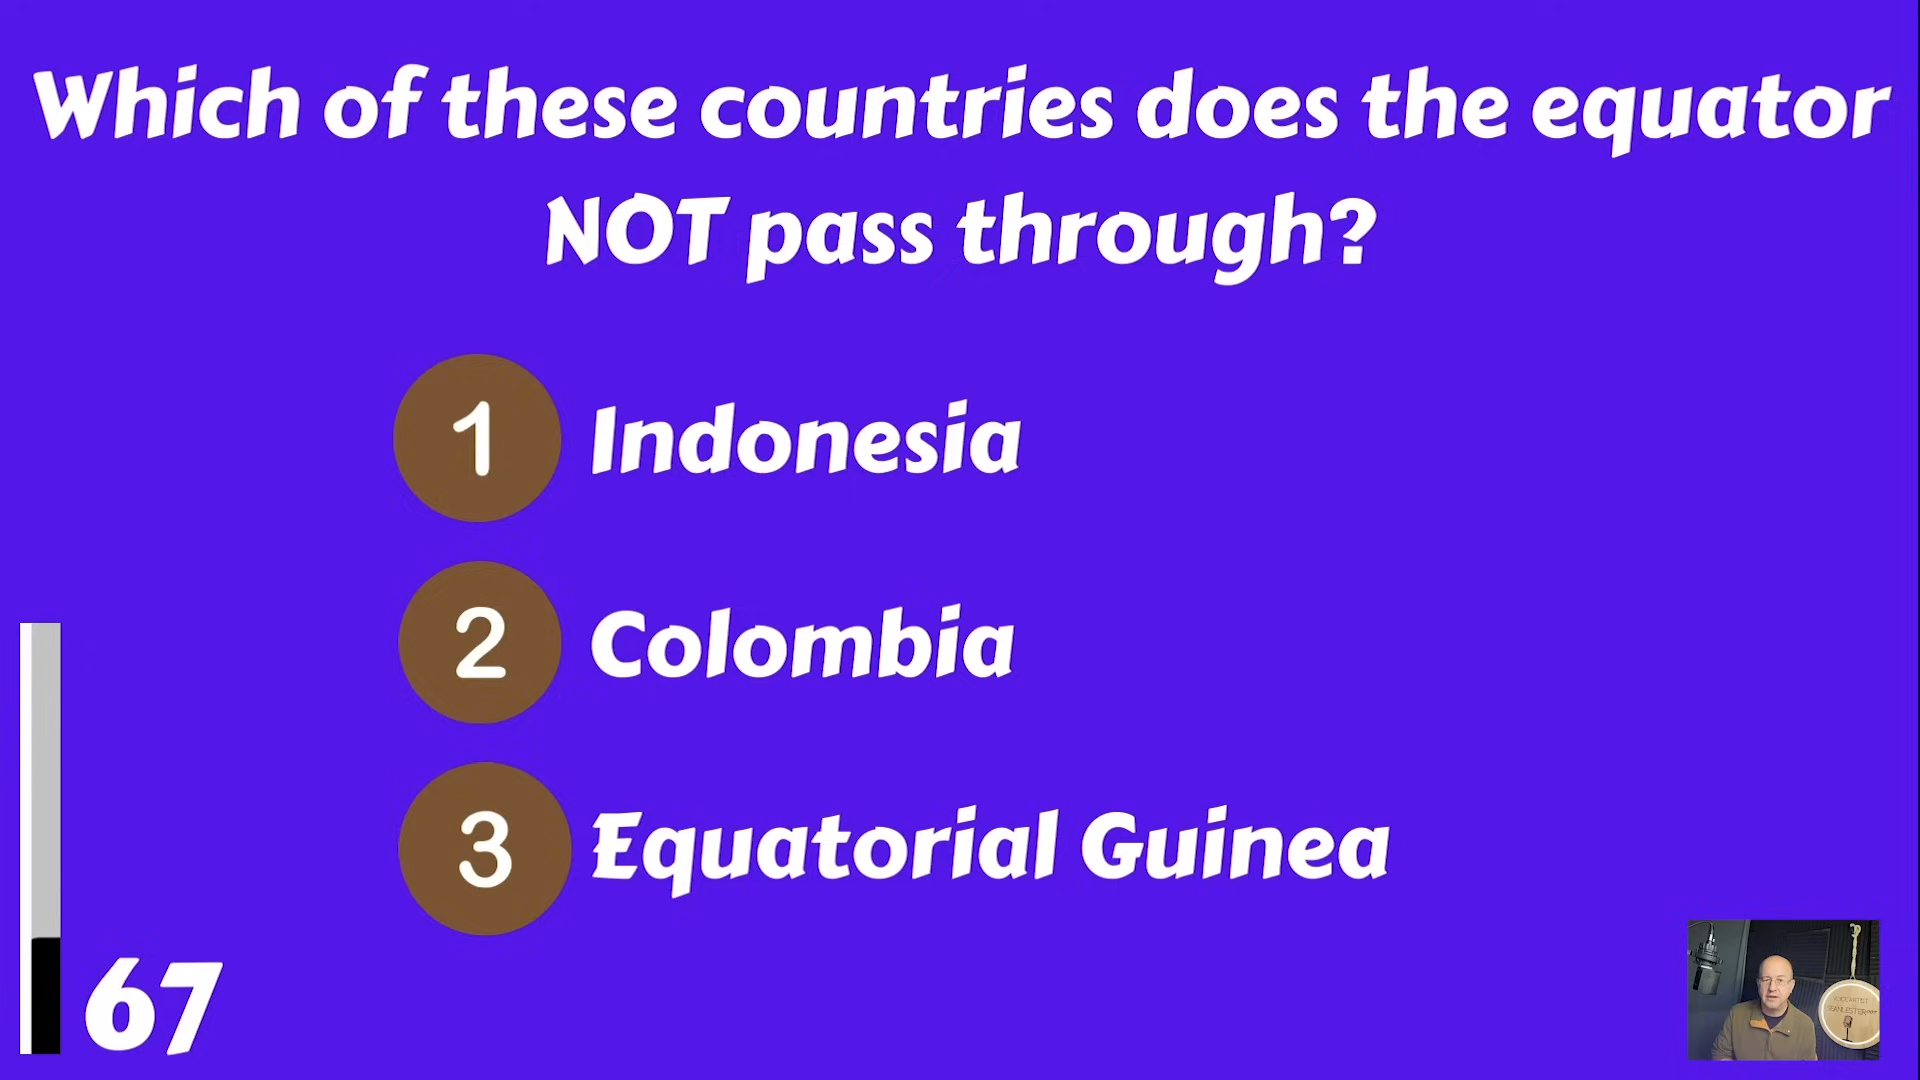 Which of these countries does the equator
NOT pass through?
1 Indonesia
2 Colombia
3 Equatorial Guinea
67